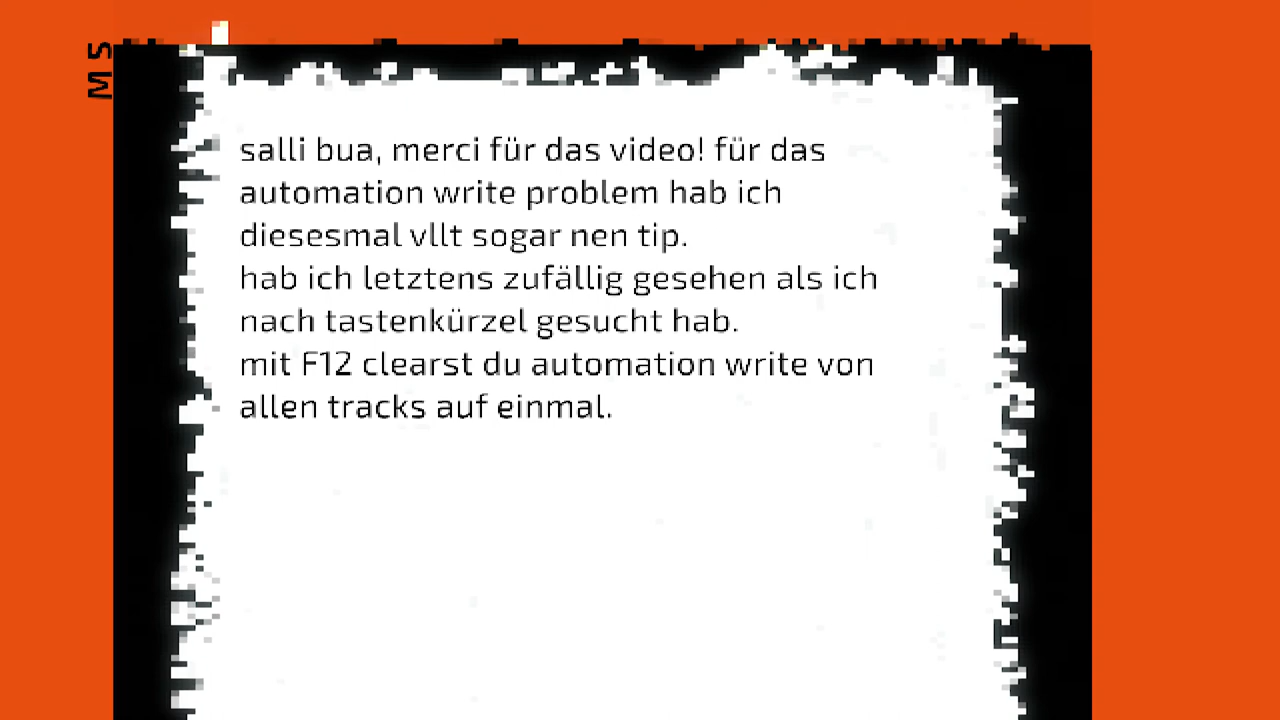 MS
salli bua, merci für das video! für das
automation write problem hab ich
diesesmal vllt sogar nen tip.
hab ich letztens zufällig gesehen als ich
nach tastenkürzel gesucht hab.
mit F12 clearst du automation write von
allen tracks auf einmal.